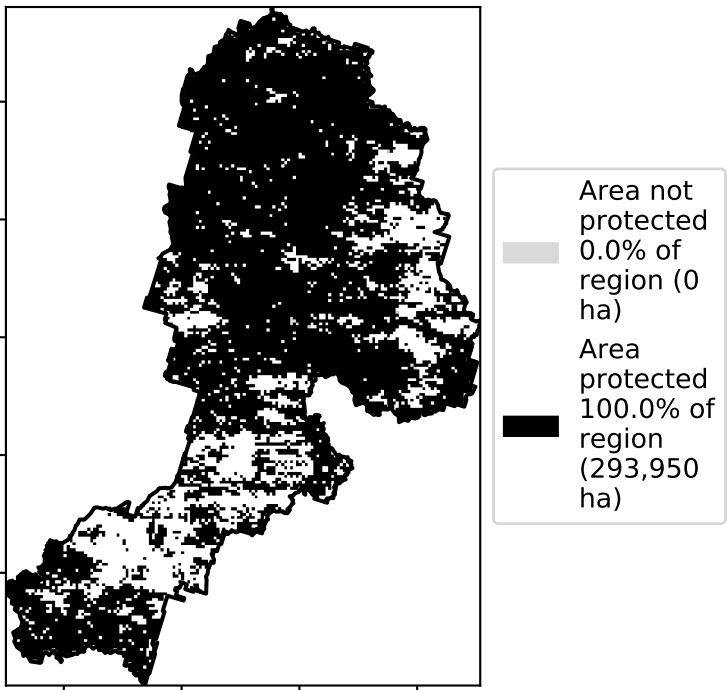 Area not
protected
0.0% of
region (0
ha)
Area
protected
100.0% of
region
(293,950
ha)